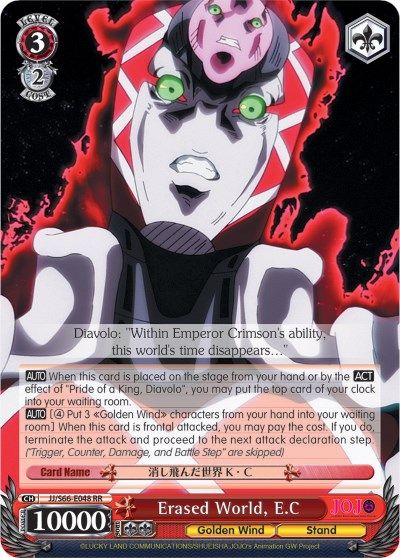 LEVEL
3
2
COST
Diavolo: "Within Emperor Crimson's ability,
this world's time disappears…"
AUTO When this card is placed on the stage from your hand or by the ACT
effect of "Pride of a King, Diavolo", you may put the top card of your clock
into your waiting room.
AUTO [④ Put 3 «Golden Wind» characters from your hand into your waiting
room] When this card is frontal attacked, you may pay the cost. If you do,
terminate the attack and proceed to the next attack declaration step.
("Trigger, Counter, Damage, and Battle Step" are skipped)
Card Name 消し飛んだ世界 K・C
CH JJ/S66-E048 RR
Erased World, E.C
JOJO
POWER 10000
SOUL
Golden Wind Stand
©LUCKY LAND COMMUNICATIONS/SHUEISHA,JOJO's Animation GW Project